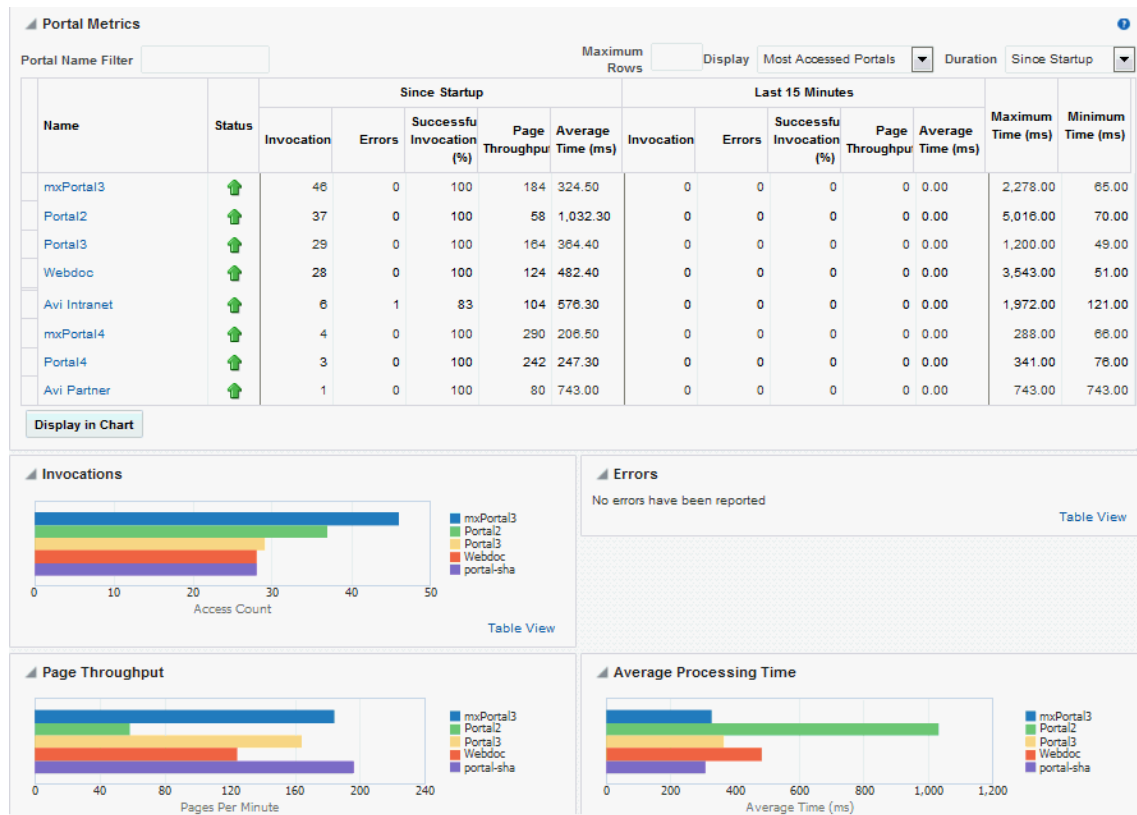 Portal Metrics
Portal Name Filter Maximum Rows Display Most Accessed Portals Duration Since Startup
Name Status Since Startup Last 15 Minutes Maximum Time (ms) Minimum Time (ms)
Invocation Errors Successfu Invocation (%) Page Throughput Average Time (ms) Invocation Errors Successfu Invocation (%) Page Throughput Average Time (ms)
mxPortal3 46 0 100 184 324.50 0 0 0 0 0.00 2,278.00 65.00
Portal2 37 0 100 58 1,032.30 0 0 0 0 0.00 5,016.00 70.00
Portal3 29 0 100 164 364.40 0 0 0 0 0.00 1,200.00 49.00
Webdoc 28 0 100 124 482.40 0 0 0 0 0.00 3,543.00 51.00
Avi Intranet 6 1 83 104 576.30 0 0 0 0 0.00 1,972.00 121.00
mxPortal4 4 0 100 290 206.50 0 0 0 0 0.00 288.00 66.00
Portal4 3 0 100 242 247.30 0 0 0 0 0.00 341.00 76.00
Avi Partner 1 0 100 80 743.00 0 0 0 0 0.00 743.00 743.00
Display in Chart
Invocations
mxPortal3
Portal2
Portal3
Webdoc
portal-sha
0 10 20 30 40 50
Access Count
Table View
Errors
No errors have been reported
Table View
Page Throughput
mxPortal3
Portal2
Portal3
Webdoc
portal-sha
0 40 80 120 160 200 240
Pages Per Minute
Average Processing Time
mxPortal3
Portal2
Portal3
Webdoc
portal-sha
0 200 400 600 800 1,000 1,200
Average Time (ms)